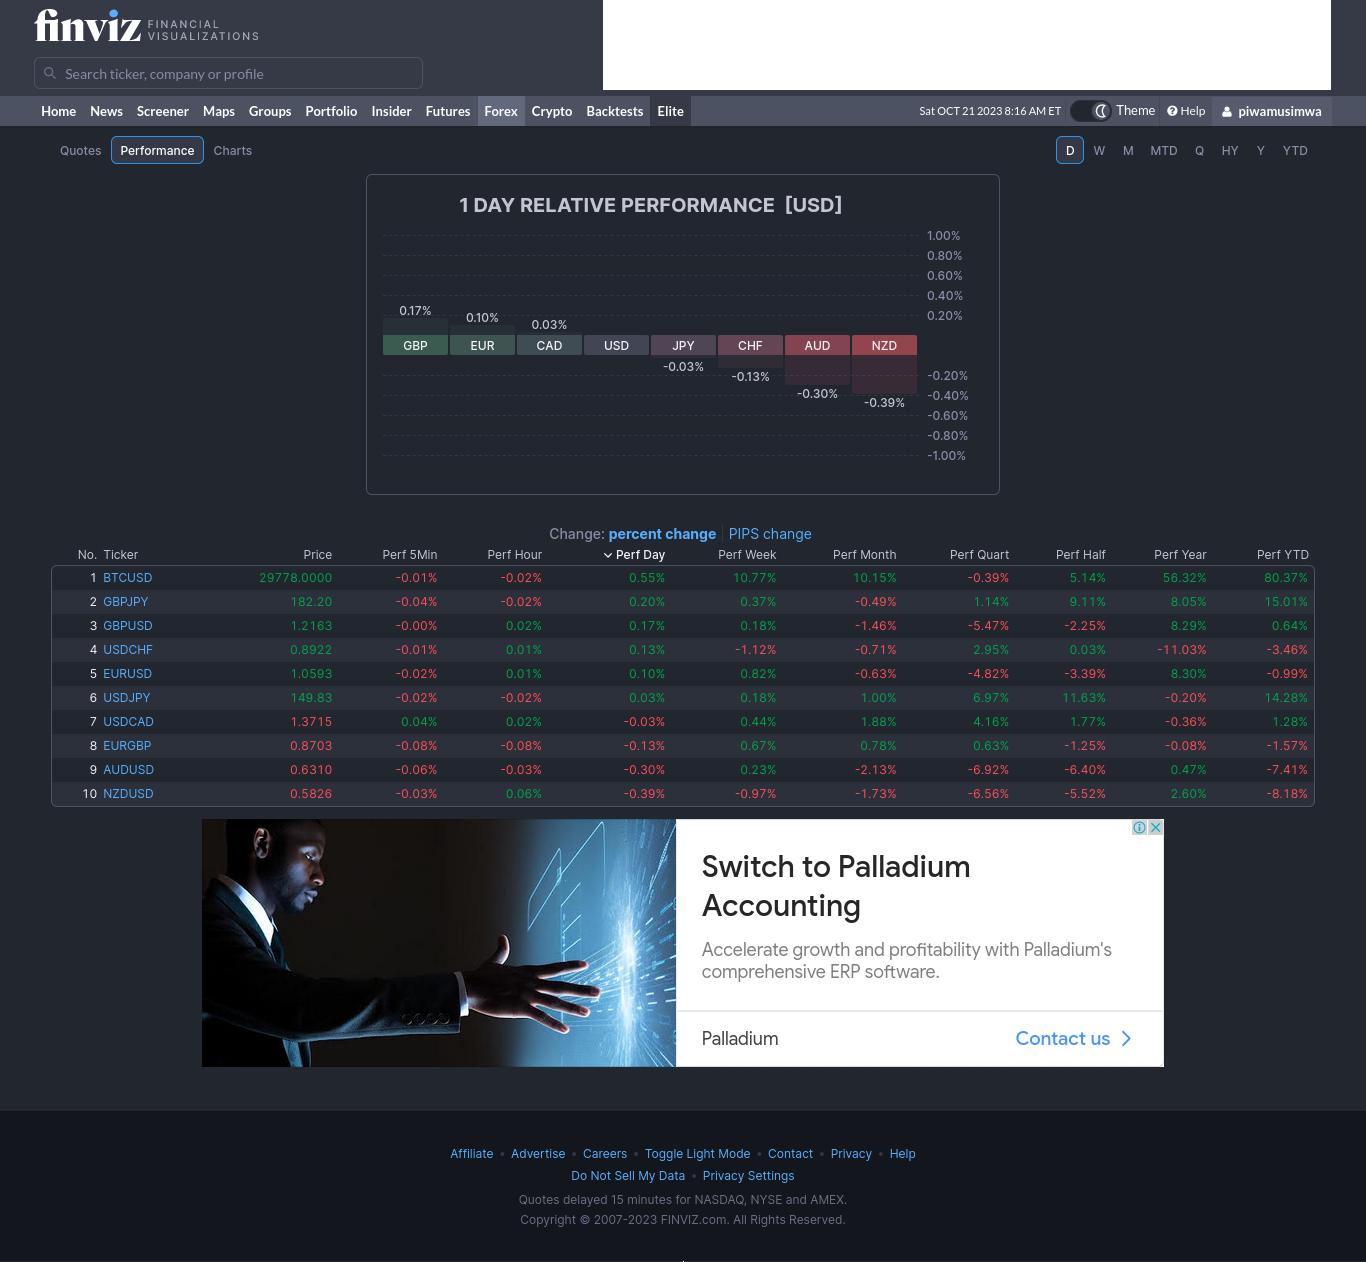 finviz FINANCIAL
VISUALIZATIONS
Search ticker, company or profile
Home News Screener Maps Groups Portfolio Insider Futures Forex Crypto Backtests Elite Sat OCT 21 2023 8:16 AM ET Theme Help piwamusimwa
Quotes Performance Charts D W M MTD Q HY Y YTD
1 DAY RELATIVE PERFORMANCE [USD]
1.00%
0.80%
0.60%
0.40%
0.20%
0.17% 0.10% 0.03%
GBP EUR CAD USD JPY CHF AUD NZD
-0.03% -0.13% -0.30% -0.39%
-0.20%
-0.40%
-0.60%
-0.80%
-1.00%
Change: percent change PIPS change
No. Ticker Price Perf 5Min Perf Hour Perf Day Perf Week Perf Month Perf Quart Perf Half Perf Year Perf YTD
1 BTCUSD 29778.0000 -0.01% -0.02% 0.55% 10.77% 10.15% -0.39% 5.14% 56.32% 80.37%
2 GBPJPY 182.20 -0.04% -0.02% 0.20% 0.37% -0.49% 1.14% 9.11% 8.05% 15.01%
3 GBPUSD 1.2163 -0.00% 0.02% 0.17% 0.18% -1.46% -5.47% -2.25% 8.29% 0.64%
4 USDCHF 0.8922 -0.01% 0.01% 0.13% -1.12% -0.71% 2.95% 0.03% -11.03% -3.46%
5 EURUSD 1.0593 -0.02% 0.01% 0.10% 0.82% -0.63% -4.82% -3.39% 8.30% -0.99%
6 USDJPY 149.83 -0.02% -0.02% 0.03% 0.18% 1.00% 6.97% 11.63% -0.20% 14.28%
7 USDCAD 1.3715 0.04% 0.02% -0.03% 0.44% 1.88% 4.16% 1.77% -0.36% 1.28%
8 EURGBP 0.8703 -0.08% -0.08% -0.13% 0.67% 0.78% 0.63% -1.25% -0.08% -1.57%
9 AUDUSD 0.6310 -0.06% -0.03% -0.30% 0.23% -2.13% -6.92% -6.40% 0.47% -7.41%
10 NZDUSD 0.5826 -0.03% 0.06% -0.39% -0.97% -1.73% -6.56% -5.52% 2.60% -8.18%
Switch to Palladium
Accounting
Accelerate growth and profitability with Palladium's
comprehensive ERP software.
Palladium Contact us
Affiliate • Advertise • Careers • Toggle Light Mode • Contact • Privacy • Help
Do Not Sell My Data • Privacy Settings
Quotes delayed 15 minutes for NASDAQ, NYSE and AMEX.
Copyright © 2007-2023 FINVIZ.com. All Rights Reserved.